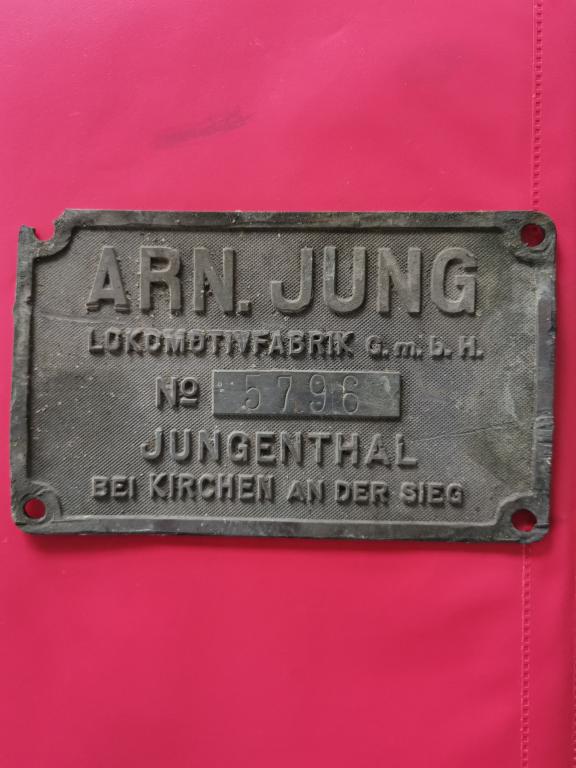 ARN. JUNG
LOKOMOTIVFABRIK G.m.b.H.
No 5796
JUNGENTHAL
BEI KIRCHEN AN DER SIEG